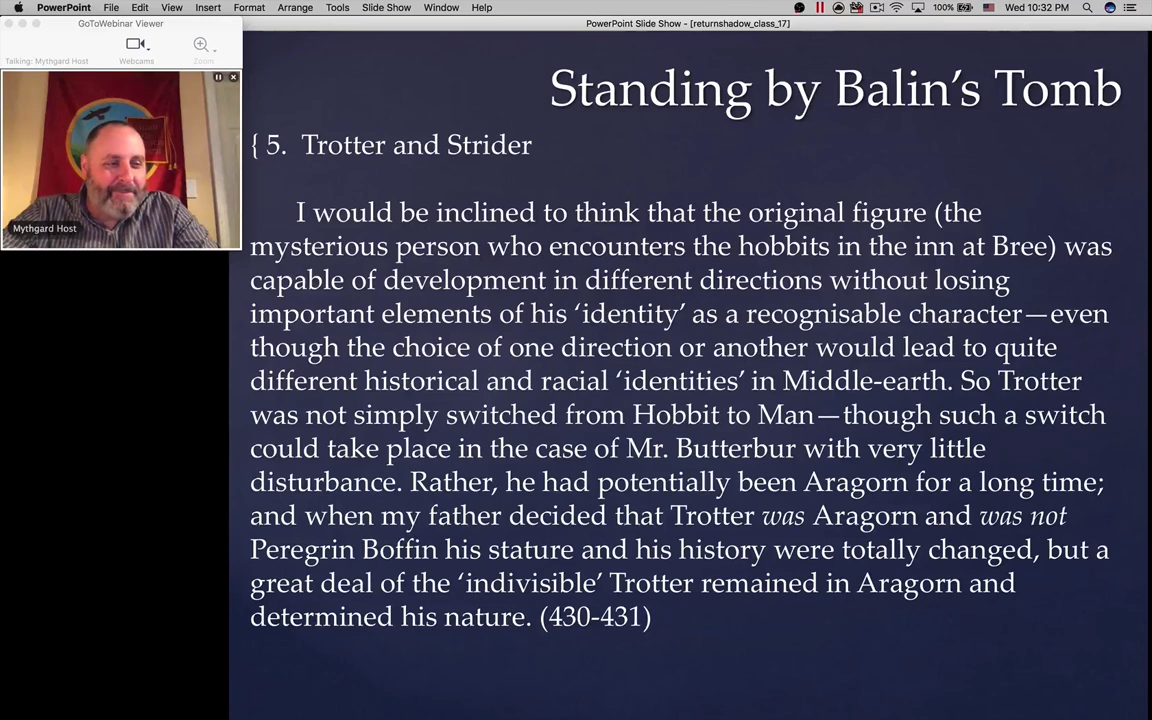 PowerPoint File Edit View Insert Format Arrange Tools Slide Show Window Help 100% Wed 10:32 PM
GoToWebinar Viewer
PowerPoint Slide Show - [returnshadow_class_17]
Talking: Mythgard Host Webcams Zoom
Mythgard Host
Standing by Balin’s Tomb
{ 5. Trotter and Strider
I would be inclined to think that the original figure (the
mysterious person who encounters the hobbits in the inn at Bree) was
capable of development in different directions without losing
important elements of his ‘identity’ as a recognisable character—even
though the choice of one direction or another would lead to quite
different historical and racial ‘identities’ in Middle-earth. So Trotter
was not simply switched from Hobbit to Man—though such a switch
could take place in the case of Mr. Butterbur with very little
disturbance. Rather, he had potentially been Aragorn for a long time;
and when my father decided that Trotter was Aragorn and was not
Peregrin Boffin his stature and his history were totally changed, but a
great deal of the ‘indivisible’ Trotter remained in Aragorn and
determined his nature. (430-431)